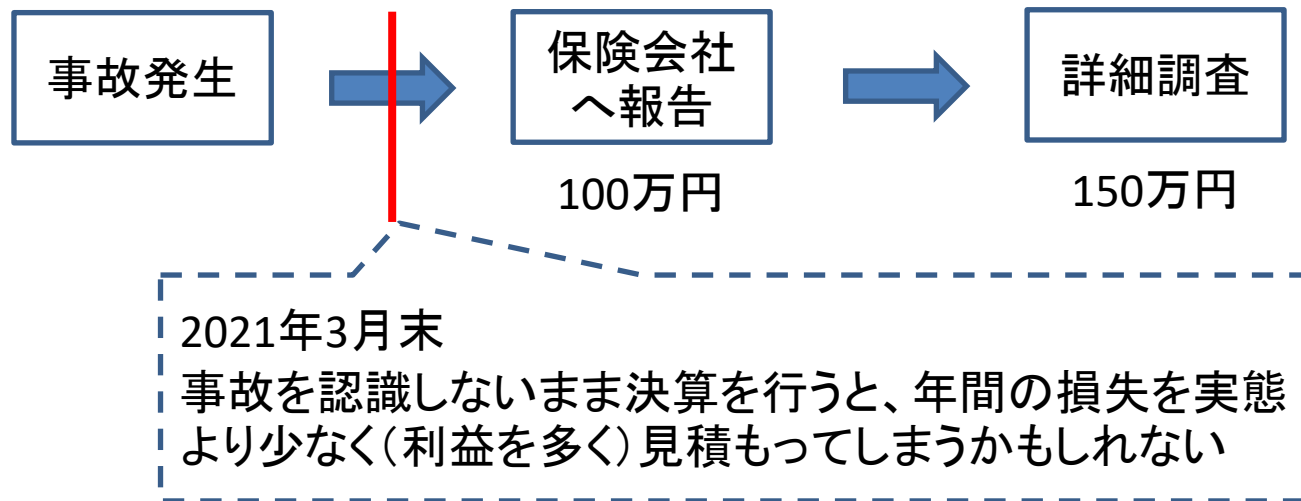 事故発生
保険会社
へ報告
詳細調査
100万円
150万円
2021年3月末
事故を認識しないまま決算を行うと、年間の損失を実態
より少なく(利益を多く)見積もってしまうかもしれない